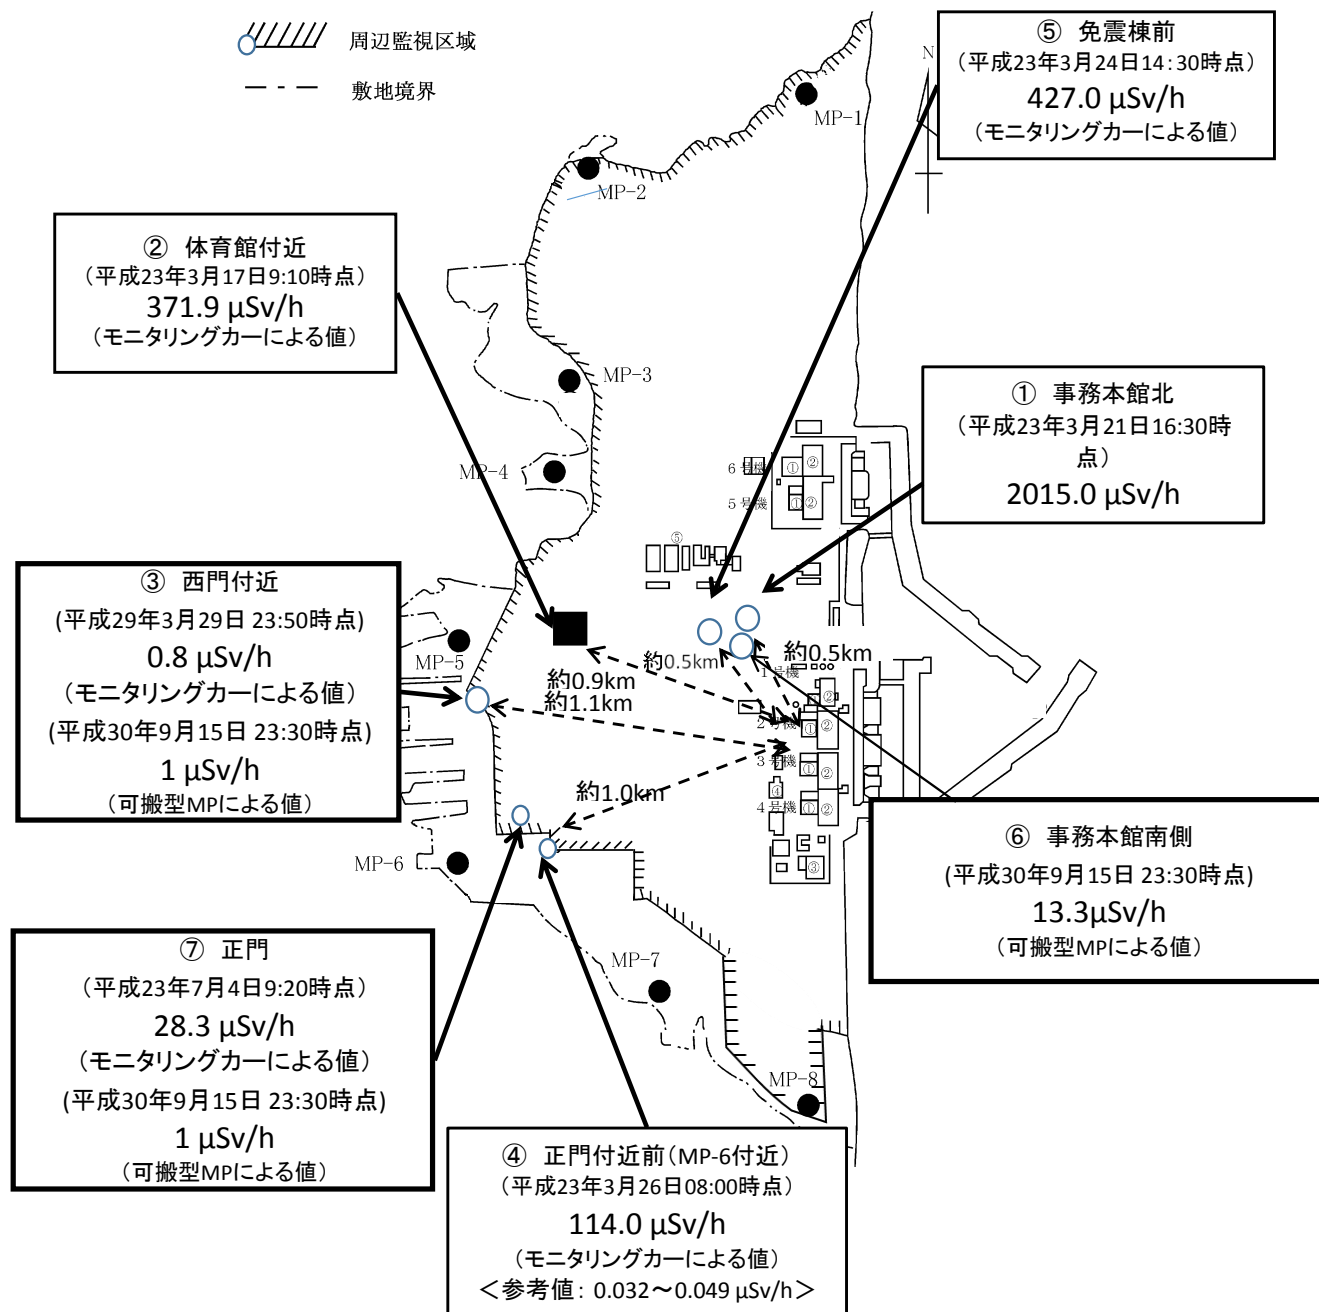 周辺監視区域
敷地境界
⑤ 免震棟前
（平成23年3月24日14:30時点）
427.0 µSv/h
（モニタリングカーによる値）
N
MP-1
MP-2
② 体育館付近
（平成23年3月17日9:10時点）
371.9 µSv/h
（モニタリングカーによる値）
MP-3
① 事務本館北
（平成23年3月21日16:30時
点）
2015.0 µSv/h
MP-4
6号機
①
②
5号機
①
②
⑤
③ 西門付近
(平成29年3月29日 23:50時点)
0.8 µSv/h
（モニタリングカーによる値）
(平成30年9月15日 23:30時点)
1 µSv/h
（可搬型MPによる値）
MP-5
約0.5km
約0.5km
約0.9km
約1.1km
1号機
②
2号機
①
②
3号機
①
②
約1.0km
④
4号機
①
②
③
MP-6
⑥ 事務本館南側
(平成30年9月15日 23:30時点)
13.3µSv/h
（可搬型MPによる値）
⑦ 正門
（平成23年7月4日9:20時点）
28.3 µSv/h
（モニタリングカーによる値）
(平成30年9月15日 23:30時点)
1 µSv/h
（可搬型MPによる値）
MP-7
MP-8
④ 正門付近前（MP-6付近）
（平成23年3月26日08:00時点）
114.0 µSv/h
（モニタリングカーによる値）
＜参考値： 0.032～0.049 µSv/h＞